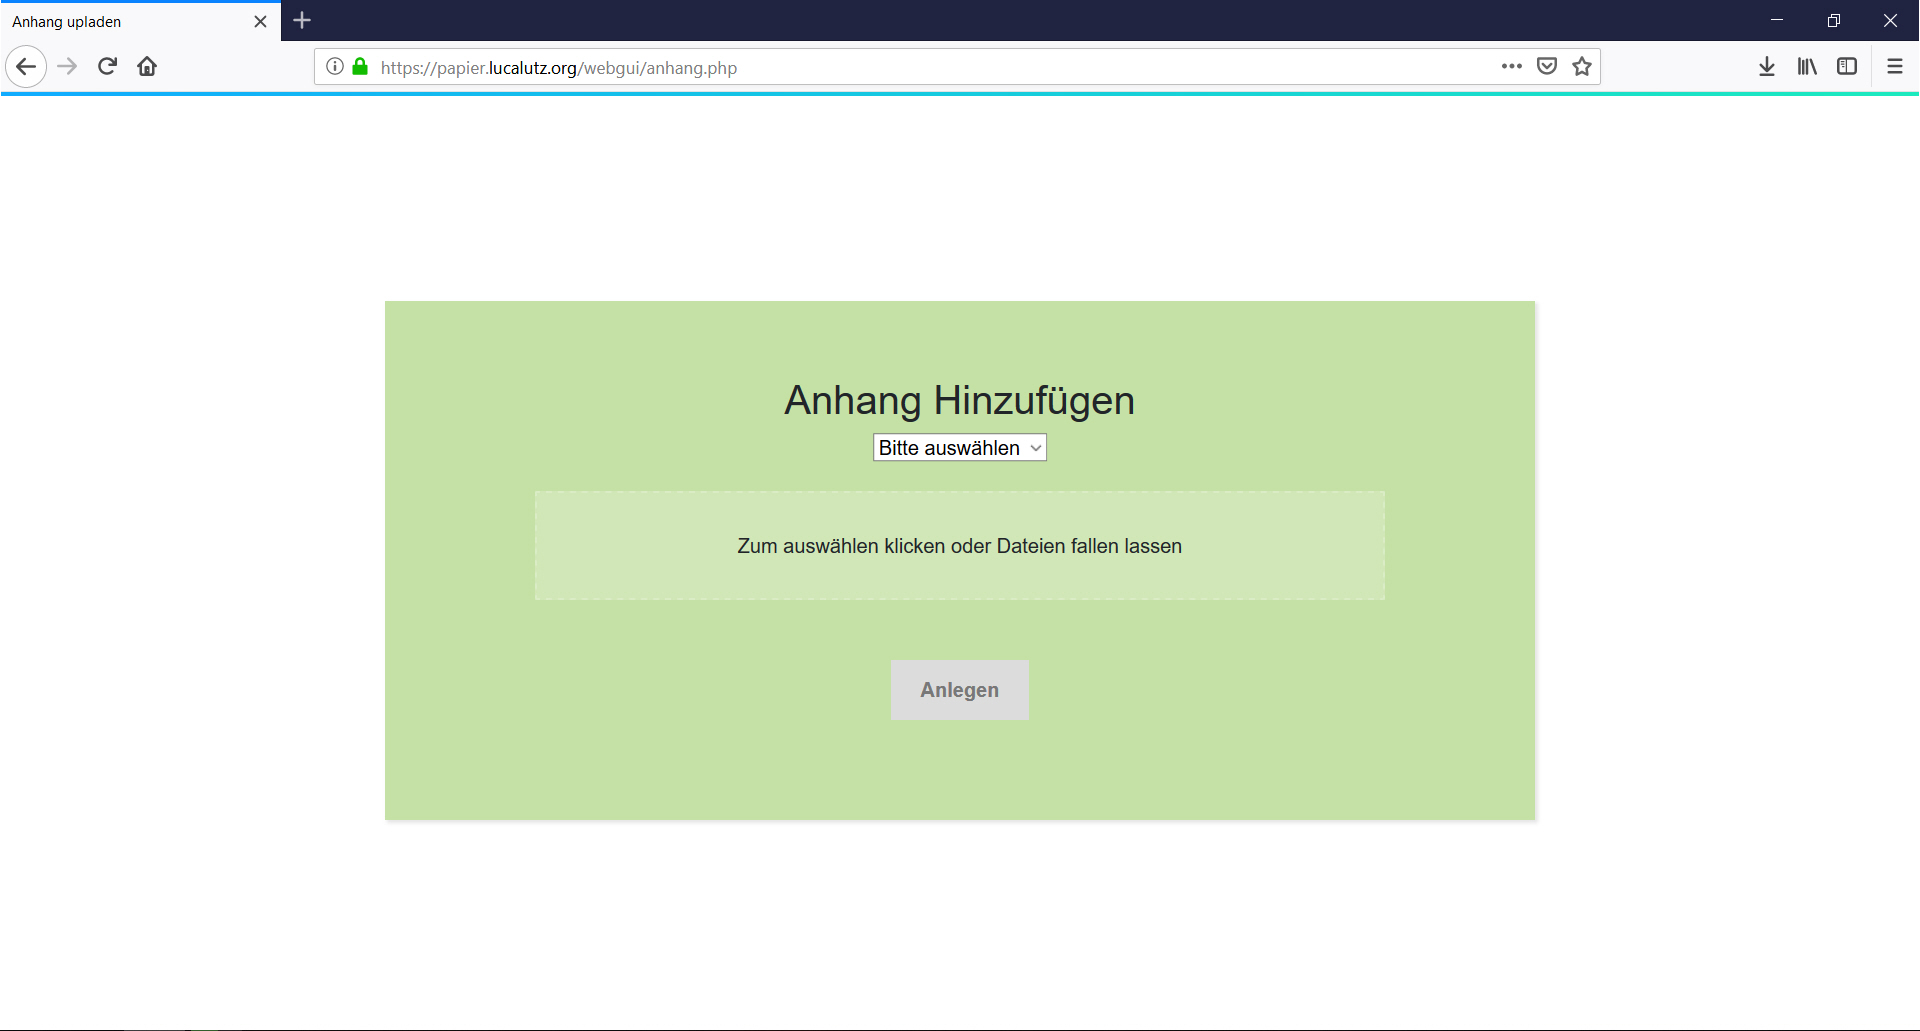 Anhang upladen
https://papier.lucalutz.org/webgui/anhang.php
Anhang Hinzufügen
Bitte auswählen
Zum auswählen klicken oder Dateien fallen lassen
Anlegen